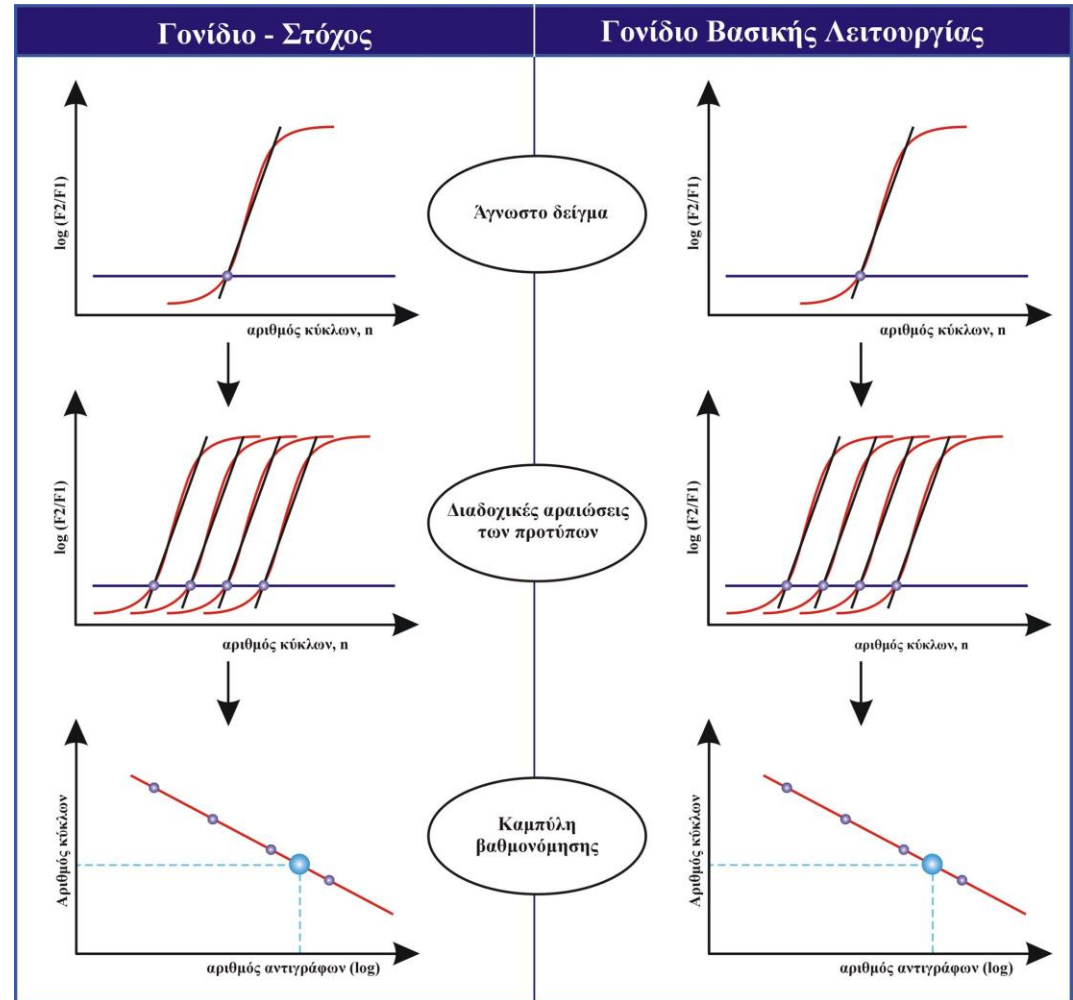 Γονίδιο - Στόχος
Γονίδιο Βασικής Λειτουργίας
log (F2/F1)
αριθμός κύκλων, n
Άγνωστο δείγμα
log (F2/F1)
αριθμός κύκλων, n
log (F2/F1)
αριθμός κύκλων, n
Διαδοχικές αραιώσεις
των προτύπων
log (F2/F1)
αριθμός κύκλων, n
Αριθμός κύκλων
αριθμός αντιγράφων (log)
Καμπύλη
βαθμονόμησης
Αριθμός κύκλων
αριθμός αντιγράφων (log)